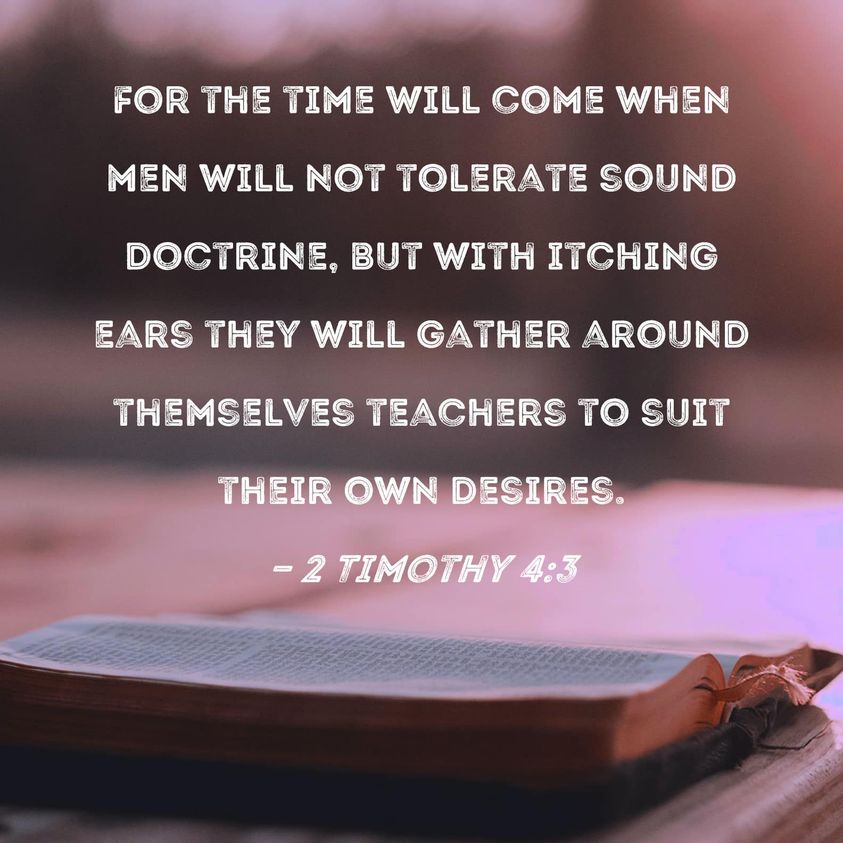 FOR THE TIME WILL COME WHEN
MEN WILL NOT TOLERATE SOUND
DOCTRINE, BUT WITH ITCHING
EARS THEY WILL GATHER AROUND
THEMSELVES TEACHERS TO SUIT
THEIR OWN DESIRES.
– 2 TIMOTHY 4:3